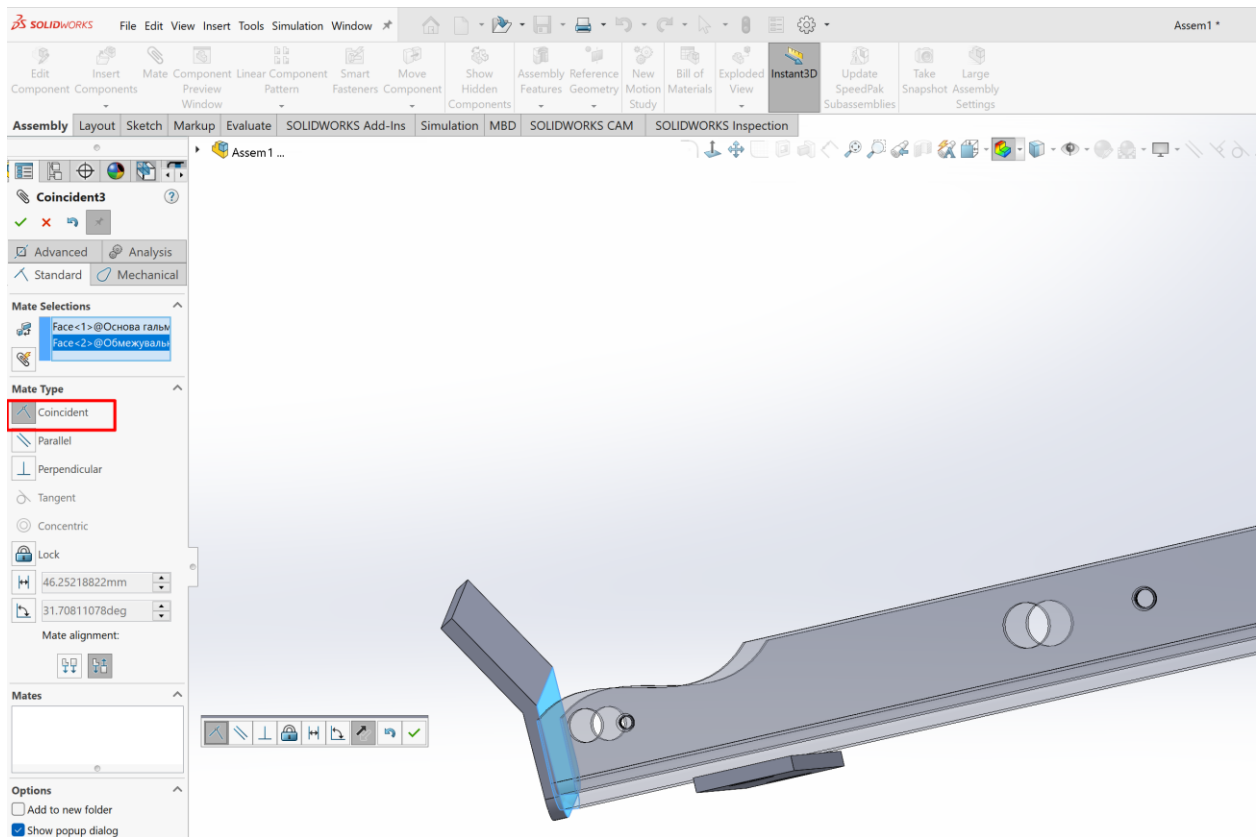 SOLIDWORKS File Edit View Insert Tools Simulation Window Assem1 *
Edit Component
Insert Components
Mate
Component Preview Window
Linear Component Pattern
Smart Fasteners
Move Component
Show Hidden Components
Assembly Features
Reference Geometry
New Motion Study
Bill of Materials
Exploded View
Instant3D
Update SpeedPak Subassemblies
Take Snapshot
Large Assembly Settings
Assembly Layout Sketch Markup Evaluate SOLIDWORKS Add-Ins Simulation MBD SOLIDWORKS CAM SOLIDWORKS Inspection
Assem1 ...
Coincident3
Advanced Analysis
Standard Mechanical
Mate Selections
Face<1>@Основа гальм
Face<2>@Обмежуваль
Mate Type
Coincident
Parallel
Perpendicular
Tangent
Concentric
Lock
46.25218822mm
31.70811078deg
Mate alignment:
Mates
Options
Add to new folder
Show popup dialog